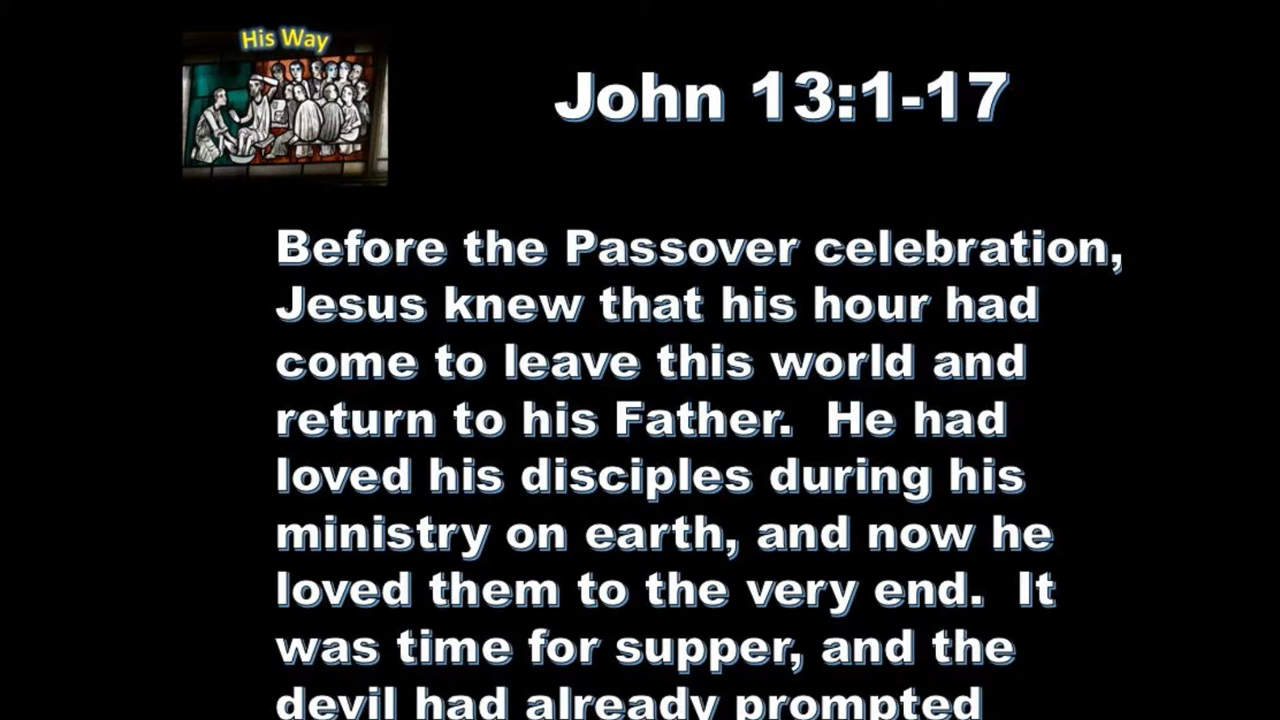 His Way
John 13:1-17
Before the Passover celebration,
Jesus knew that his hour had
come to leave this world and
return to his Father. He had
loved his disciples during his
ministry on earth, and now he
loved them to the very end. It
was time for supper, and the
devil had already prompted